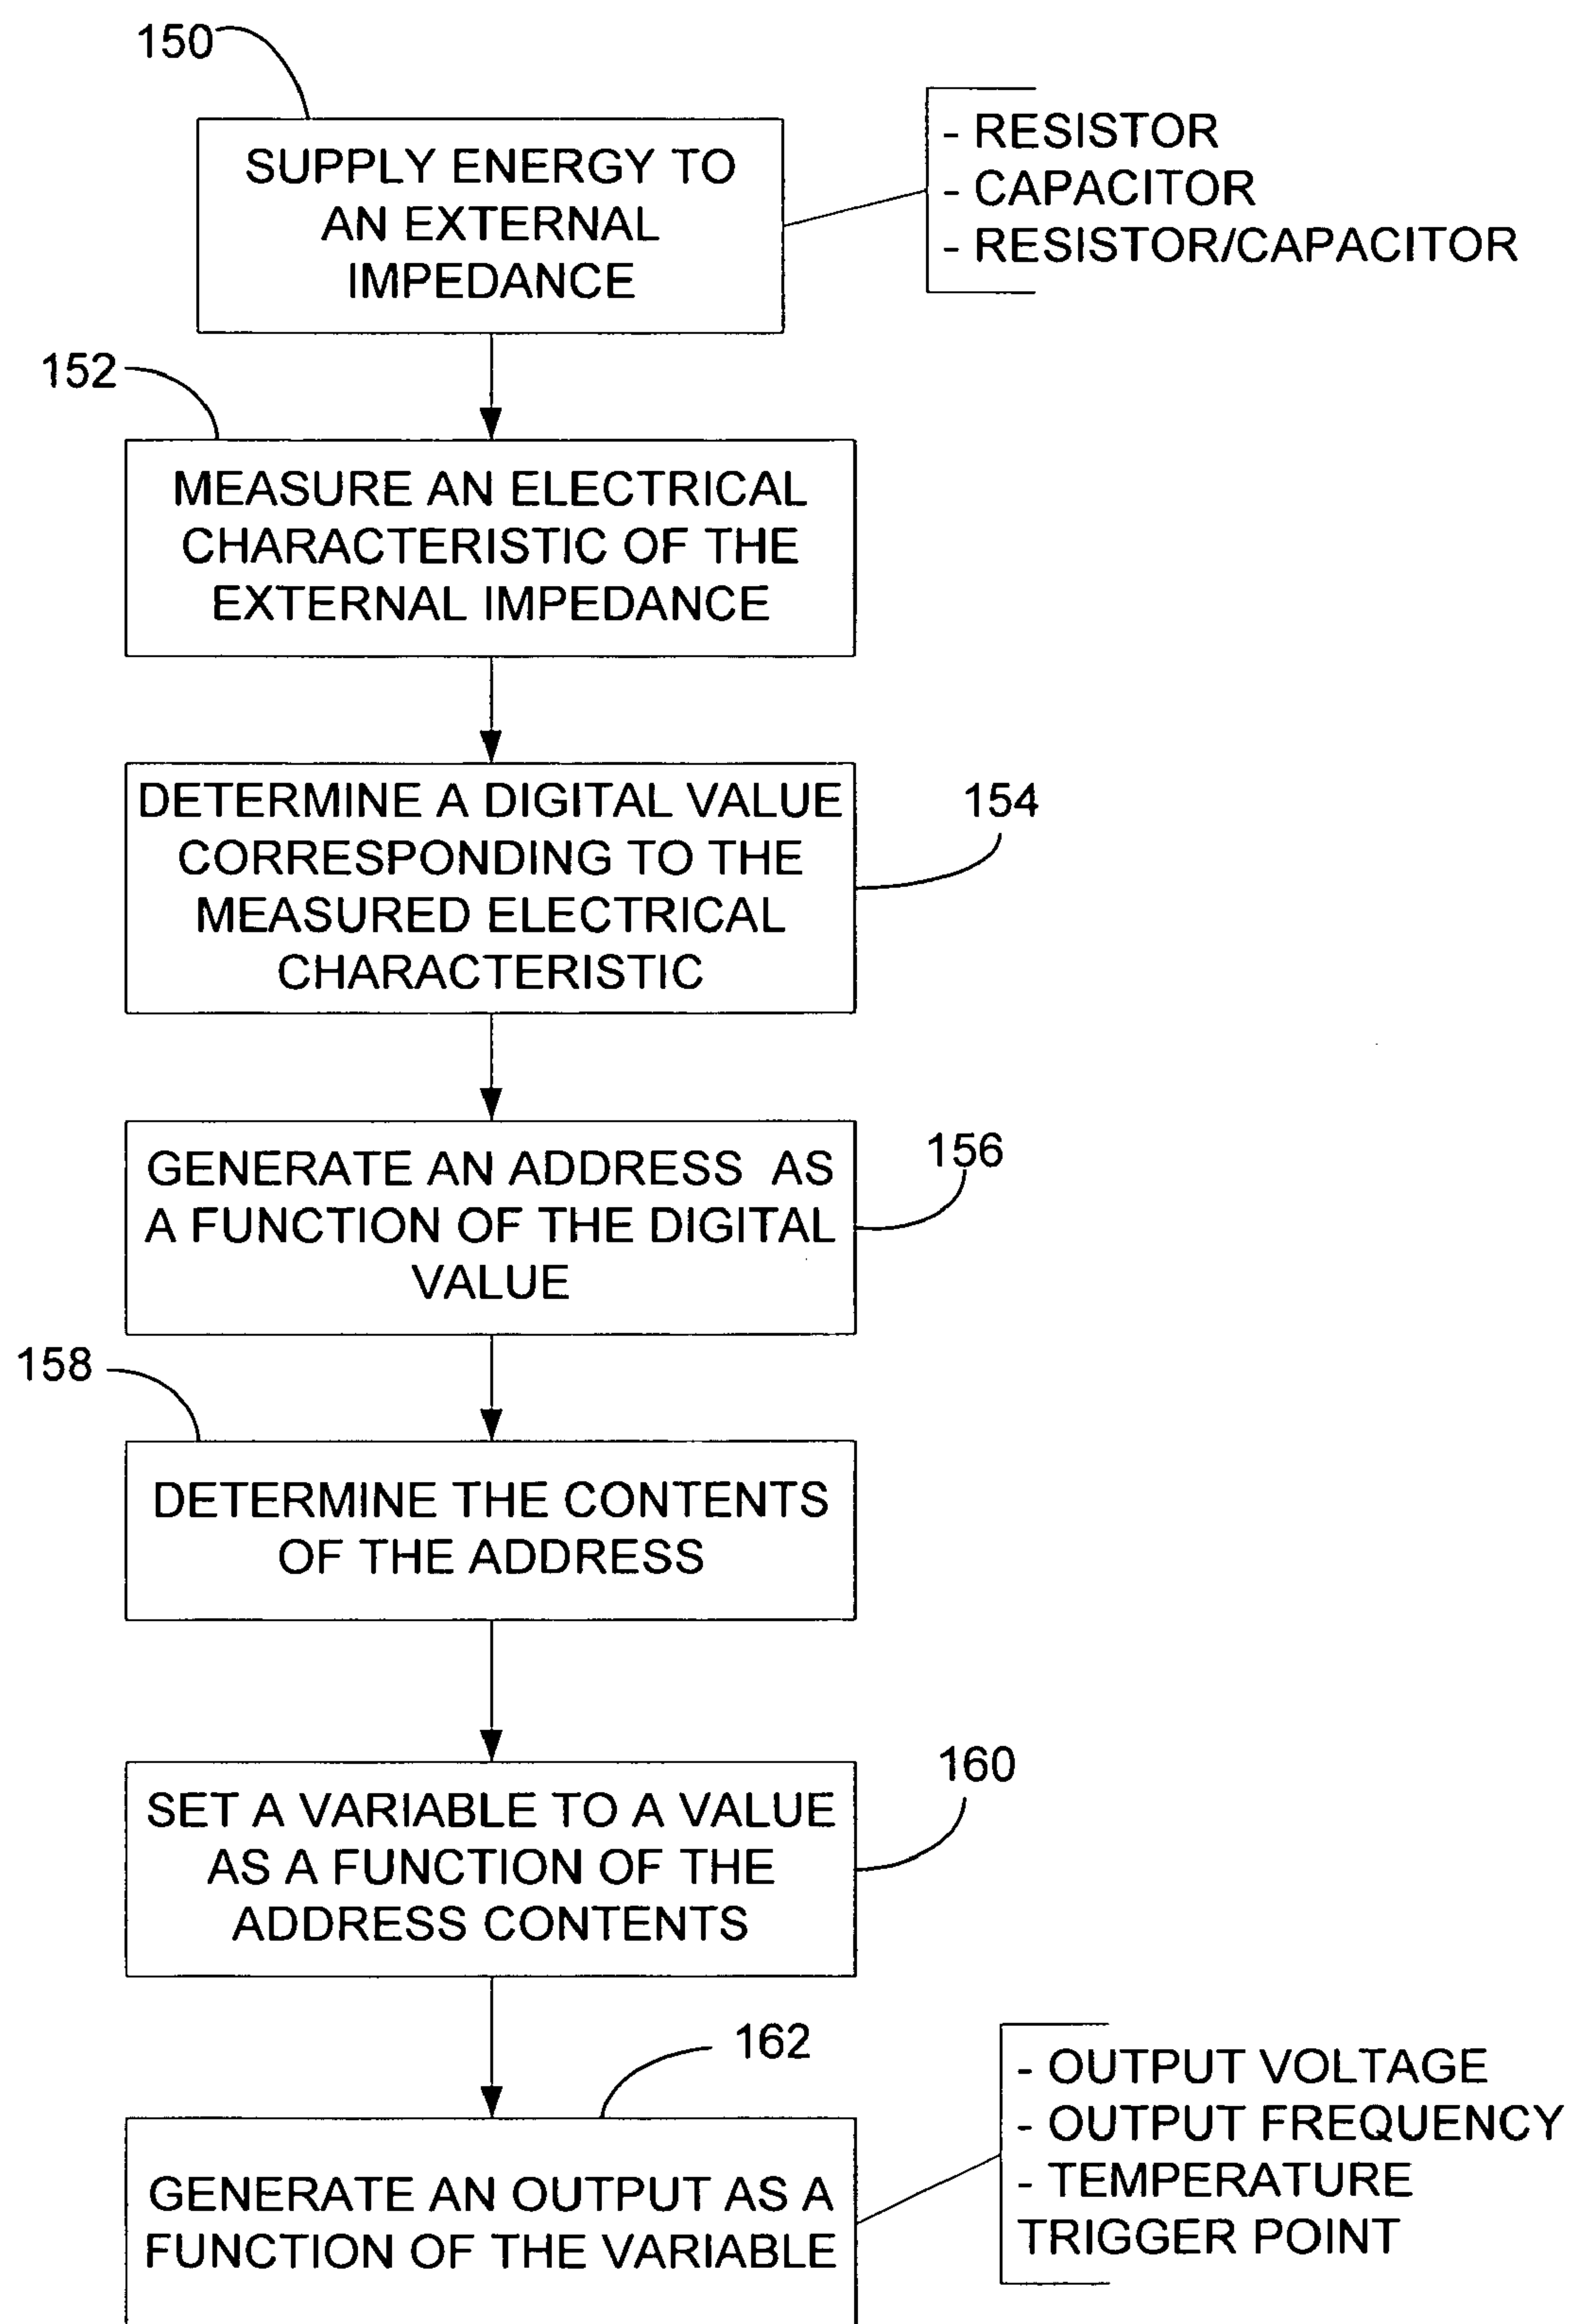 150
SUPPLY ENERGY TO
AN EXTERNAL
IMPEDANCE
- RESISTOR
- CAPACITOR
- RESISTOR/CAPACITOR
152
MEASURE AN ELECTRICAL
CHARACTERISTIC OF THE
EXTERNAL IMPEDANCE
DETERMINE A DIGITAL VALUE
CORRESPONDING TO THE
MEASURED ELECTRICAL
CHARACTERISTIC
154
GENERATE AN ADDRESS AS
A FUNCTION OF THE DIGITAL
VALUE
156
158
DETERMINE THE CONTENTS
OF THE ADDRESS
SET A VARIABLE TO A VALUE
AS A FUNCTION OF THE
ADDRESS CONTENTS
160
162
GENERATE AN OUTPUT AS A
FUNCTION OF THE VARIABLE
- OUTPUT VOLTAGE
- OUTPUT FREQUENCY
- TEMPERATURE
TRIGGER POINT